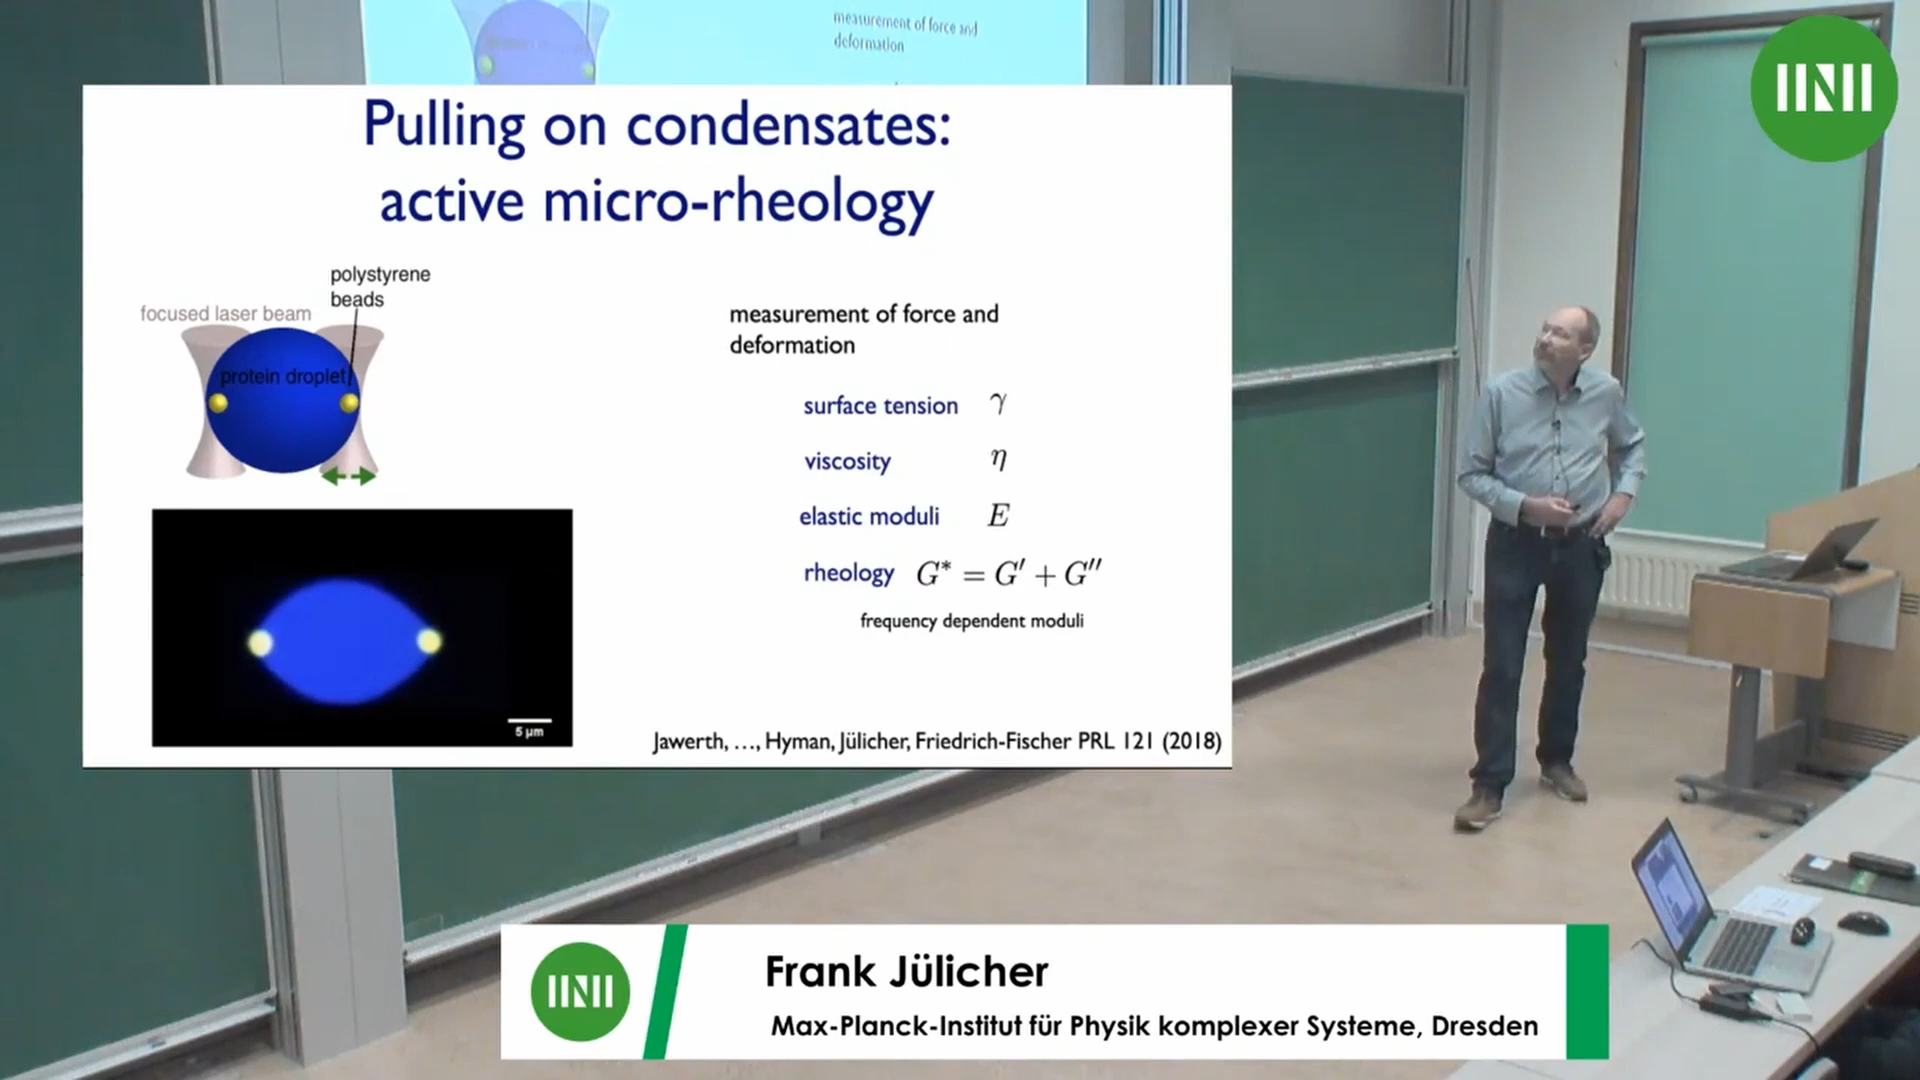 measurement of force and
deformation
Pulling on condensates:
active micro-rheology
polystyrene
beads
focused laser beam
protein droplet
measurement of force and
deformation
surface tension γ
viscosity η
elastic moduli E
rheology G* = G′ + G″
frequency dependent moduli
5 μm
Jawerth, …, Hyman, Jülicher, Friedrich-Fischer PRL 121 (2018)
Frank Jülicher
Max-Planck-Institut für Physik komplexer Systeme, Dresden